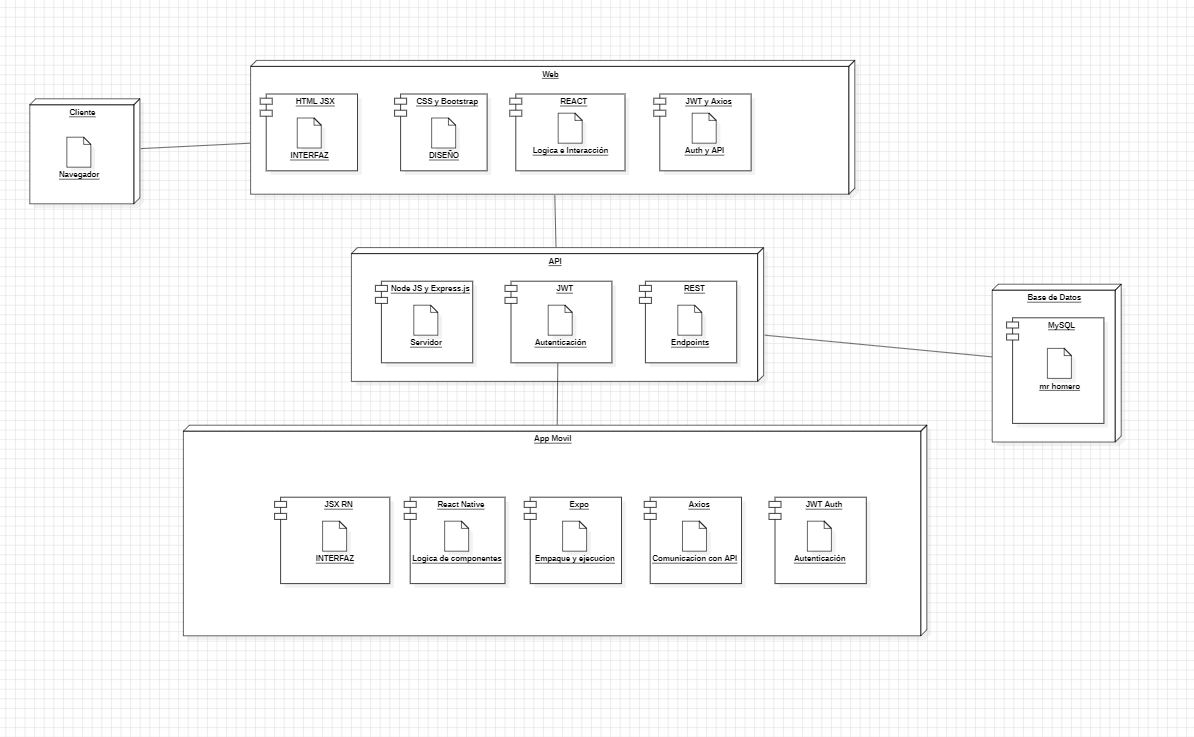 Web
HTML JSX
INTERFAZ
CSS y Bootstrap
DISEÑO
REACT
Logica e Interacción
JWT y Axios
Auth y API
Cliente
Navegador
API
Node JS y Express.js
Servidor
JWT
Autenticación
REST
Endpoints
Base de Datos
MySQL
mr homero
App Movil
JSX RN
INTERFAZ
React Native
Logica de componentes
Expo
Empaque y ejecucion
Axios
Comunicacion con API
JWT Auth
Autenticación